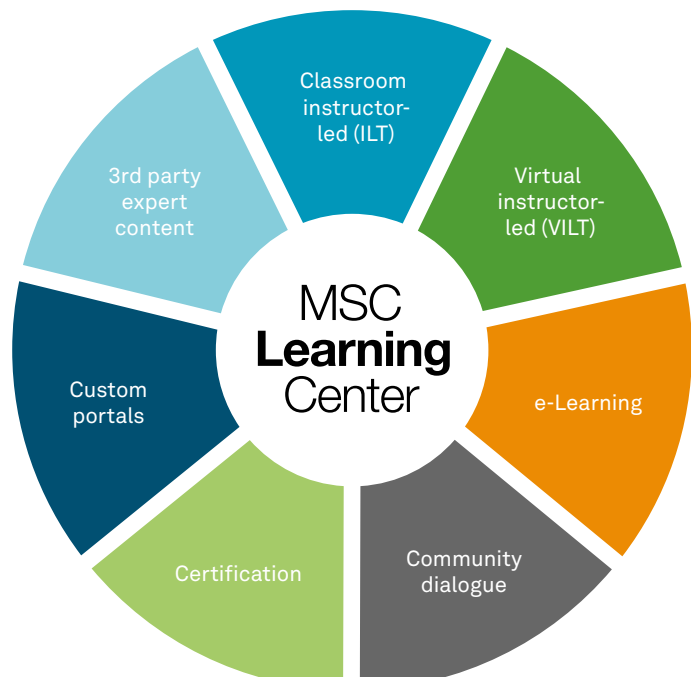 Classroom
instructor-
led (ILT)
Virtual
instructor-
led (VILT)
e-Learning
Community
dialogue
Certification
Custom
portals
3rd party
expert
content
MSC
Learning
Center